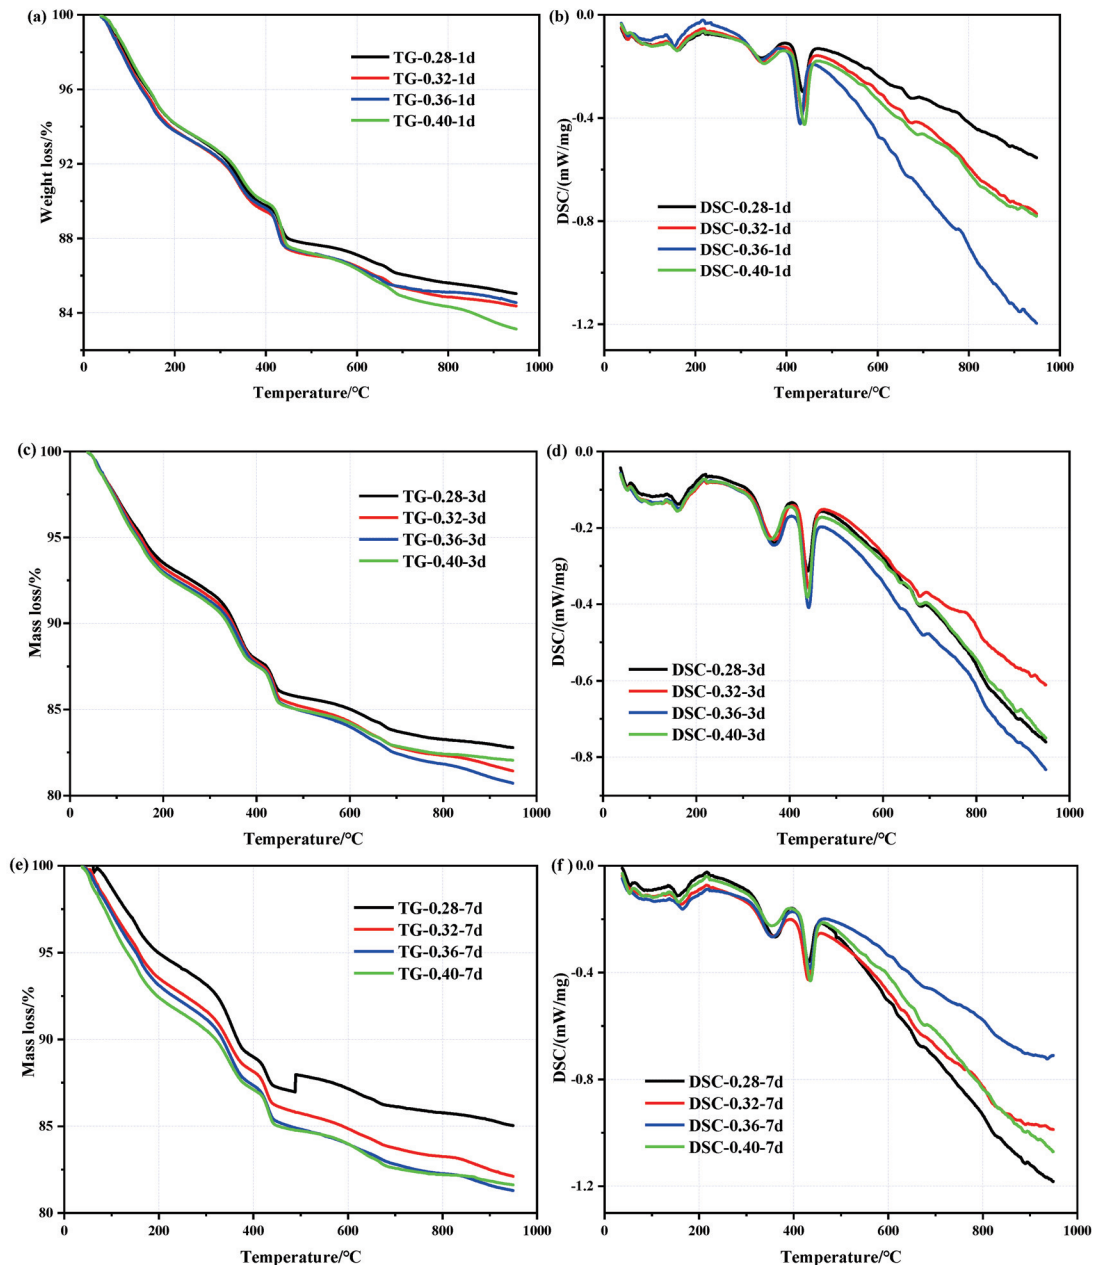 (a)
100
96
92
88
84
Weight loss/%
TG-0.28-1d
TG-0.32-1d
TG-0.36-1d
TG-0.40-1d
0 200 400 600 800 1000
Temperature/°C
(b)
0.0
-0.4
-0.8
-1.2
DSC/(mW/mg)
DSC-0.28-1d
DSC-0.32-1d
DSC-0.36-1d
DSC-0.40-1d
0 200 400 600 800 1000
Temperature/°C
(c)
100
95
90
85
80
Mass loss/%
TG-0.28-3d
TG-0.32-3d
TG-0.36-3d
TG-0.40-3d
0 200 400 600 800 1000
Temperature/°C
(d)
0.0
-0.2
-0.4
-0.6
-0.8
DSC/(mW/mg)
DSC-0.28-3d
DSC-0.32-3d
DSC-0.36-3d
DSC-0.40-3d
0 200 400 600 800 1000
Temperature/°C
(e)
100
95
90
85
80
Mass loss/%
TG-0.28-7d
TG-0.32-7d
TG-0.36-7d
TG-0.40-7d
0 200 400 600 800 1000
Temperature/°C
(f)
0.0
-0.4
-0.8
-1.2
DSC/(mW/mg)
DSC-0.28-7d
DSC-0.32-7d
DSC-0.36-7d
DSC-0.40-7d
0 200 400 600 800 1000
Temperature/°C